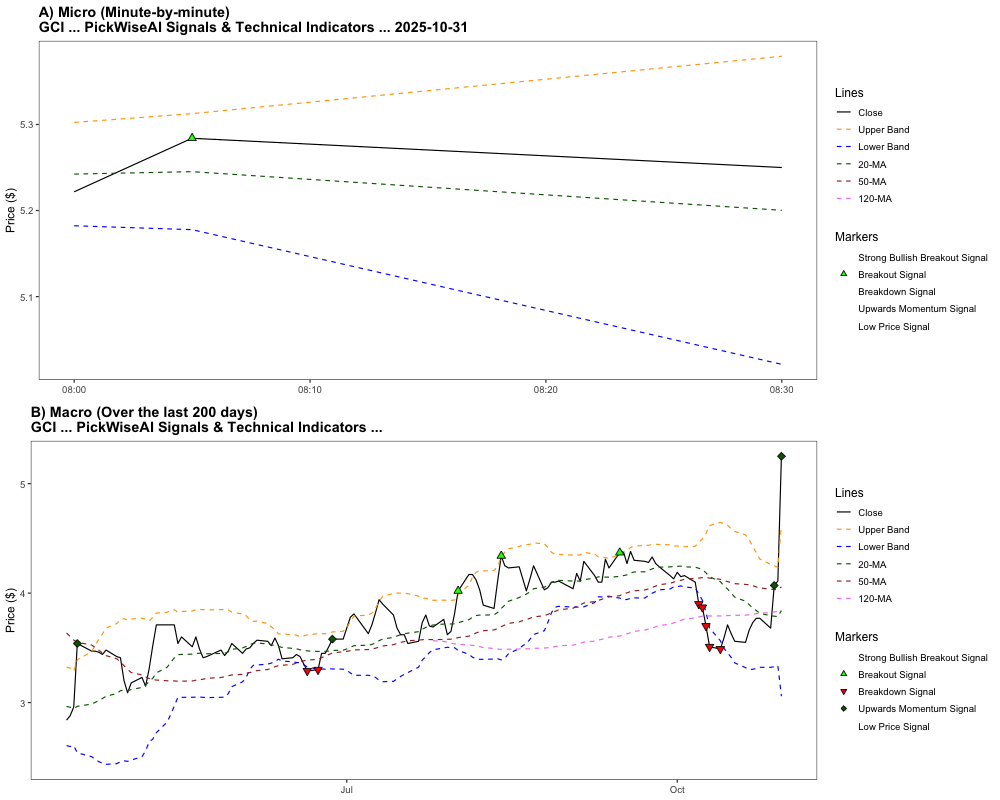 A) Micro (Minute-by-minute)
GCI ... PickWiseAI Signals & Technical Indicators ... 2025-10-31
Price ($)
5.3
5.2
5.1
08:00
08:10
08:20
08:30
Lines
Close
Upper Band
Lower Band
20-MA
50-MA
120-MA
Markers
Strong Bullish Breakout Signal
Breakout Signal
Breakdown Signal
Upwards Momentum Signal
Low Price Signal
B) Macro (Over the last 200 days)
GCI ... PickWiseAI Signals & Technical Indicators ...
Price ($)
5
4
3
Jul
Oct
Lines
Close
Upper Band
Lower Band
20-MA
50-MA
120-MA
Markers
Strong Bullish Breakout Signal
Breakout Signal
Breakdown Signal
Upwards Momentum Signal
Low Price Signal